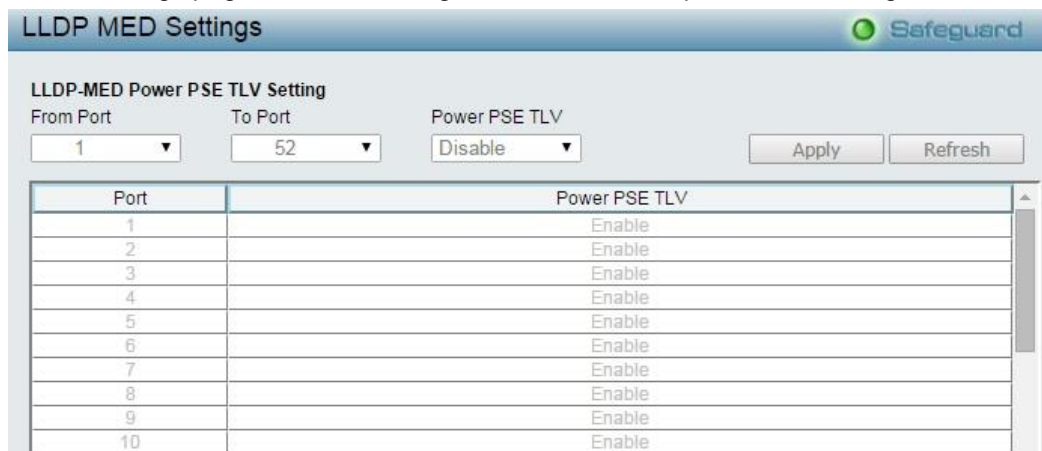 LLDP MED Settings Safeguard
LLDP-MED Power PSE TLV Setting
From Port To Port Power PSE TLV
1 52 Disable Apply Refresh
Port Power PSE TLV
1 Enable
2 Enable
3 Enable
4 Enable
5 Enable
6 Enable
7 Enable
8 Enable
9 Enable
10 Enable